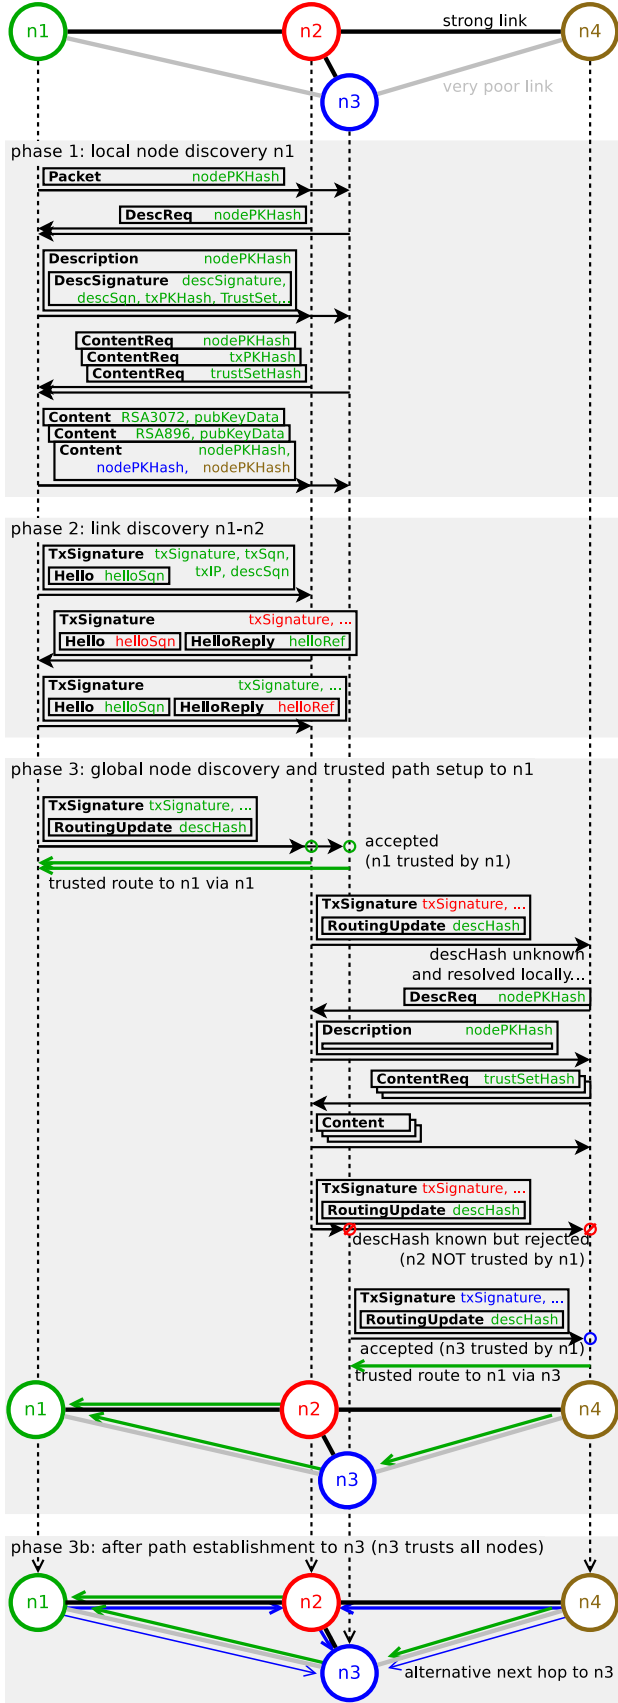 n1 n2 strong link n4
n3 very poor link
phase 1: local node discovery n1
Packet nodePKHash
DescReq nodePKHash
Description nodePKHash
DescSignature descSignature,
descSqn, txPKHash, TrustSet,..
ContentReq nodePKHash
ContentReq txPKHash
ContentReq trustSetHash
Content RSA3072, pubKeyData
Content RSA896, pubKeyData
Content nodePKHash,
nodePKHash, nodePKHash
phase 2: link discovery n1-n2
TxSignature txSignature, txSqn,
Hello helloSqn txIP, descSqn
TxSignature txSignature, ...
Hello helloSqn HelloReply helloRef
TxSignature txSignature, ...
Hello helloSqn HelloReply helloRef
phase 3: global node discovery and trusted path setup to n1
TxSignature txSignature, ...
RoutingUpdate descHash
accepted
(n1 trusted by n1)
trusted route to n1 via n1
TxSignature txSignature, ...
RoutingUpdate descHash
descHash unknown
and resolved locally...
DescReq nodePKHash
Description nodePKHash
ContentReq trustSetHash
Content
TxSignature txSignature, ...
RoutingUpdate descHash
descHash known but rejected
(n2 NOT trusted by n1)
TxSignature txSignature, ...
RoutingUpdate descHash
accepted (n3 trusted by n1)
trusted route to n1 via n3
n1 n2 n4
n3
phase 3b: after path establishment to n3 (n3 trusts all nodes)
n1 n2 n4
n3 alternative next hop to n3